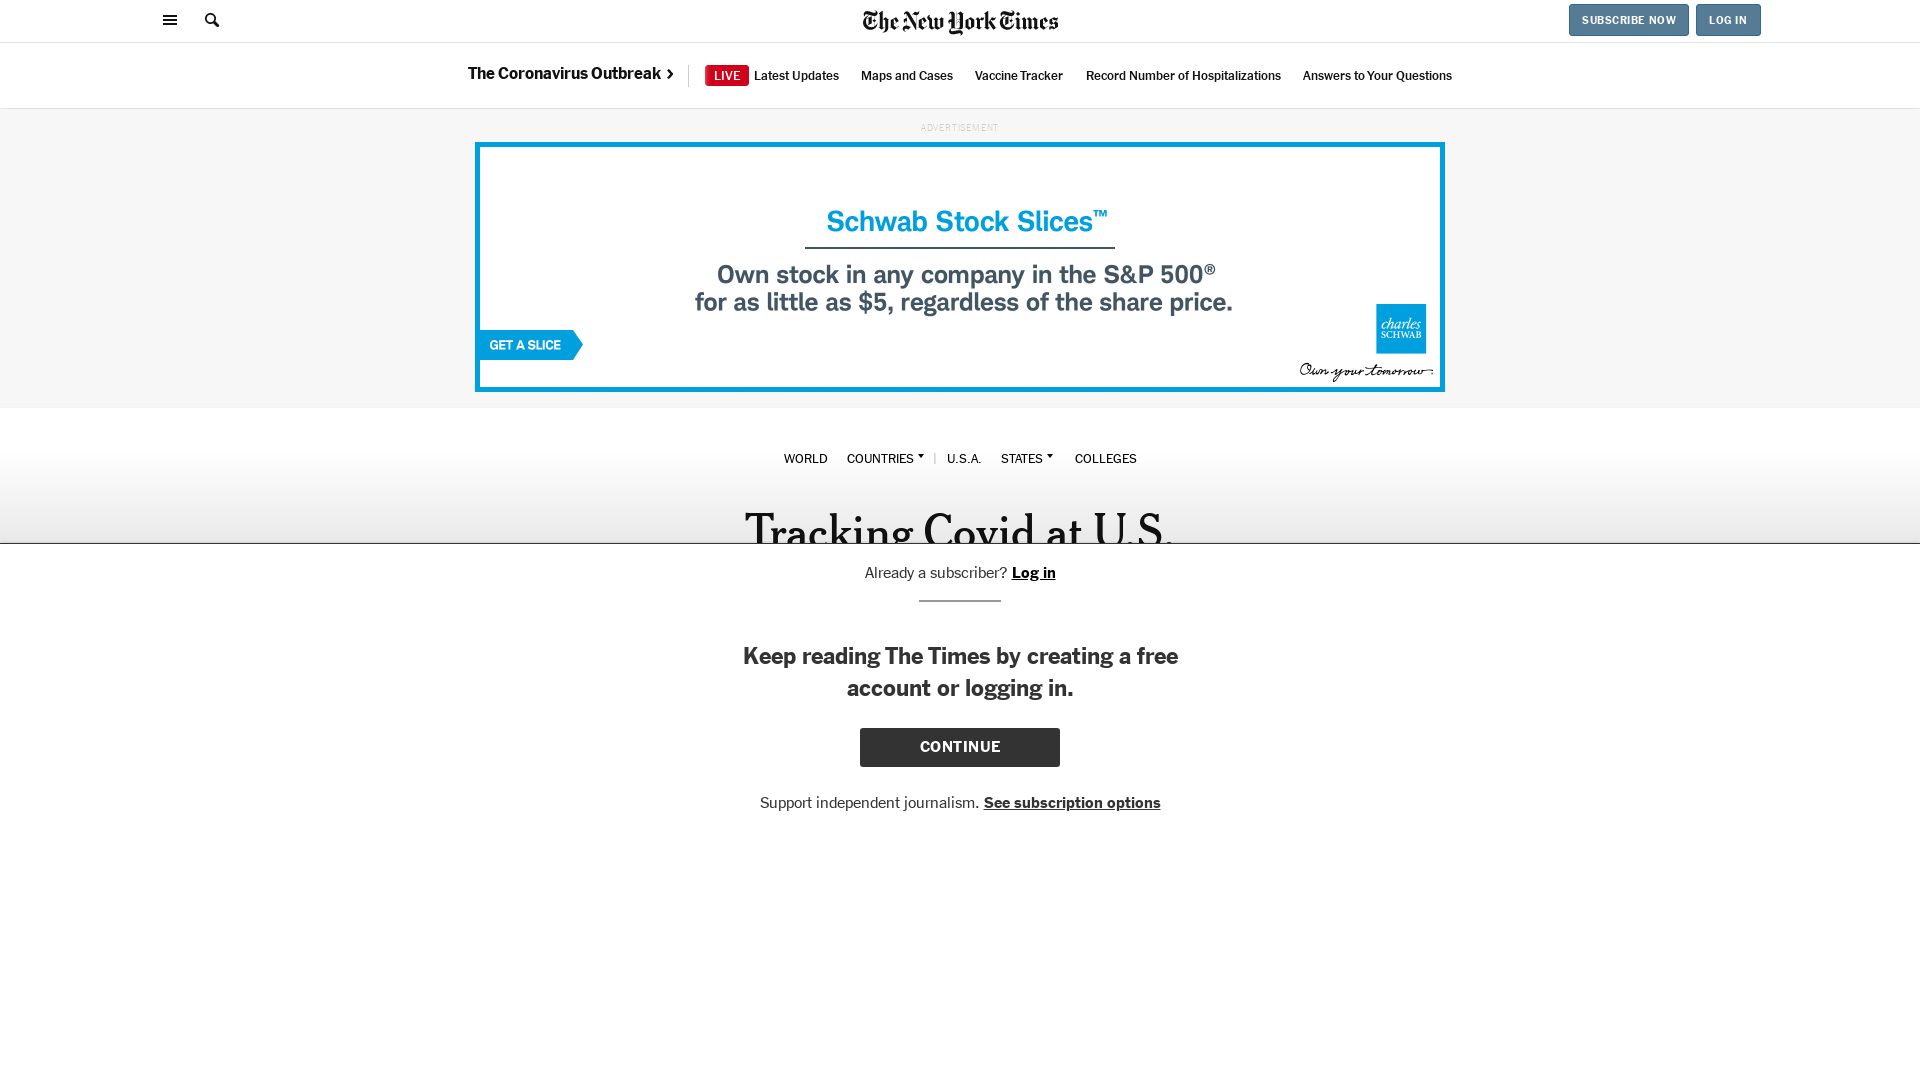 The New York Times
SUBSCRIBE NOW
LOG IN
The Coronavirus Outbreak
LIVE Latest Updates
Maps and Cases
Vaccine Tracker
Record Number of Hospitalizations
Answers to Your Questions
ADVERTISEMENT
Schwab Stock Slices™
Own stock in any company in the S&P 500®
for as little as $5, regardless of the share price.
GET A SLICE
charles
SCHWAB
Own your tomorrow.
WORLD
COUNTRIES
U.S.A.
STATES
COLLEGES
Tracking Covid at U.S.
Already a subscriber? Log in
Keep reading The Times by creating a free
account or logging in.
CONTINUE
Support independent journalism. See subscription options